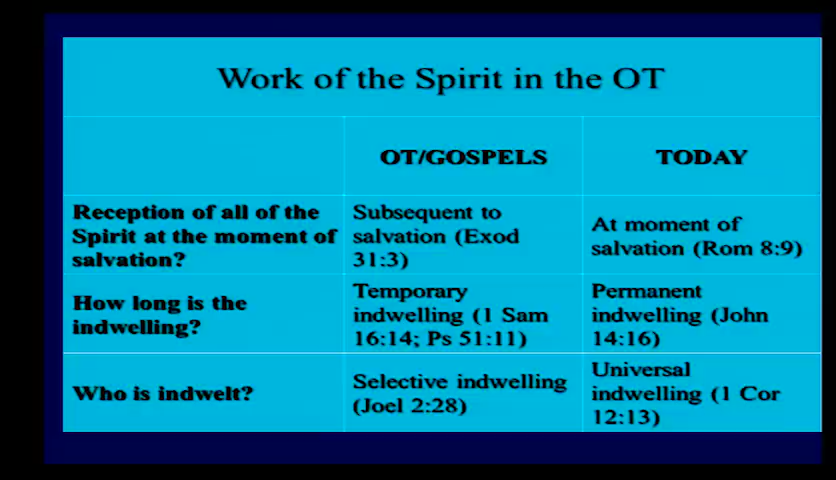 Work of the Spirit in the OT
OT/GOSPELS
TODAY
Reception of all of the
Spirit at the moment of
salvation?
Subsequent to
salvation (Exod
31:3)
At moment of
salvation (Rom 8:9)
How long is the
indwelling?
Temporary
indwelling (1 Sam
16:14; Ps 51:11)
Permanent
indwelling (John
14:16)
Who is indwelt?
Selective indwelling
(Joel 2:28)
Universal
indwelling (1 Cor
12:13)